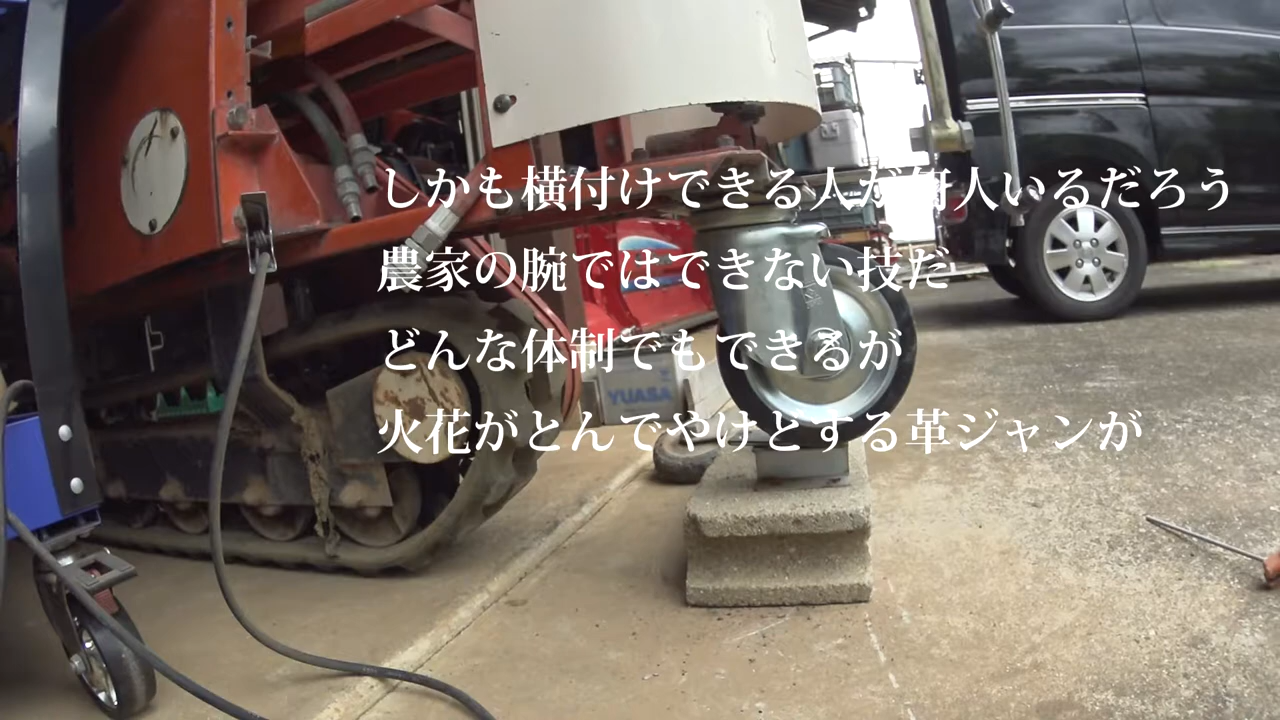 しかも横付けできる人が何人いるだろう
農家の腕ではできない技だ
どんな体制でもできるが
火花がとんでやけどする革ジャンが
YUASA